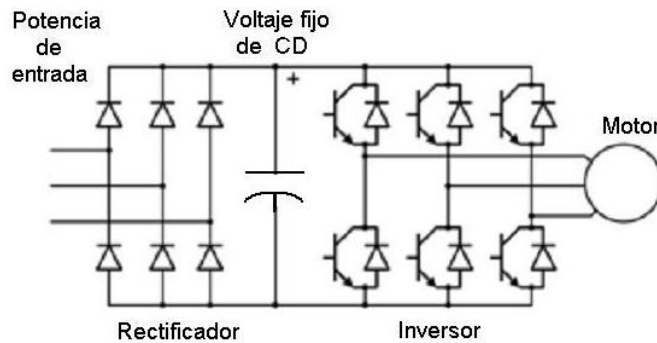 Potencia
de
entrada
Voltaje fijo
de CD
+
Motor
Rectificador
Inversor